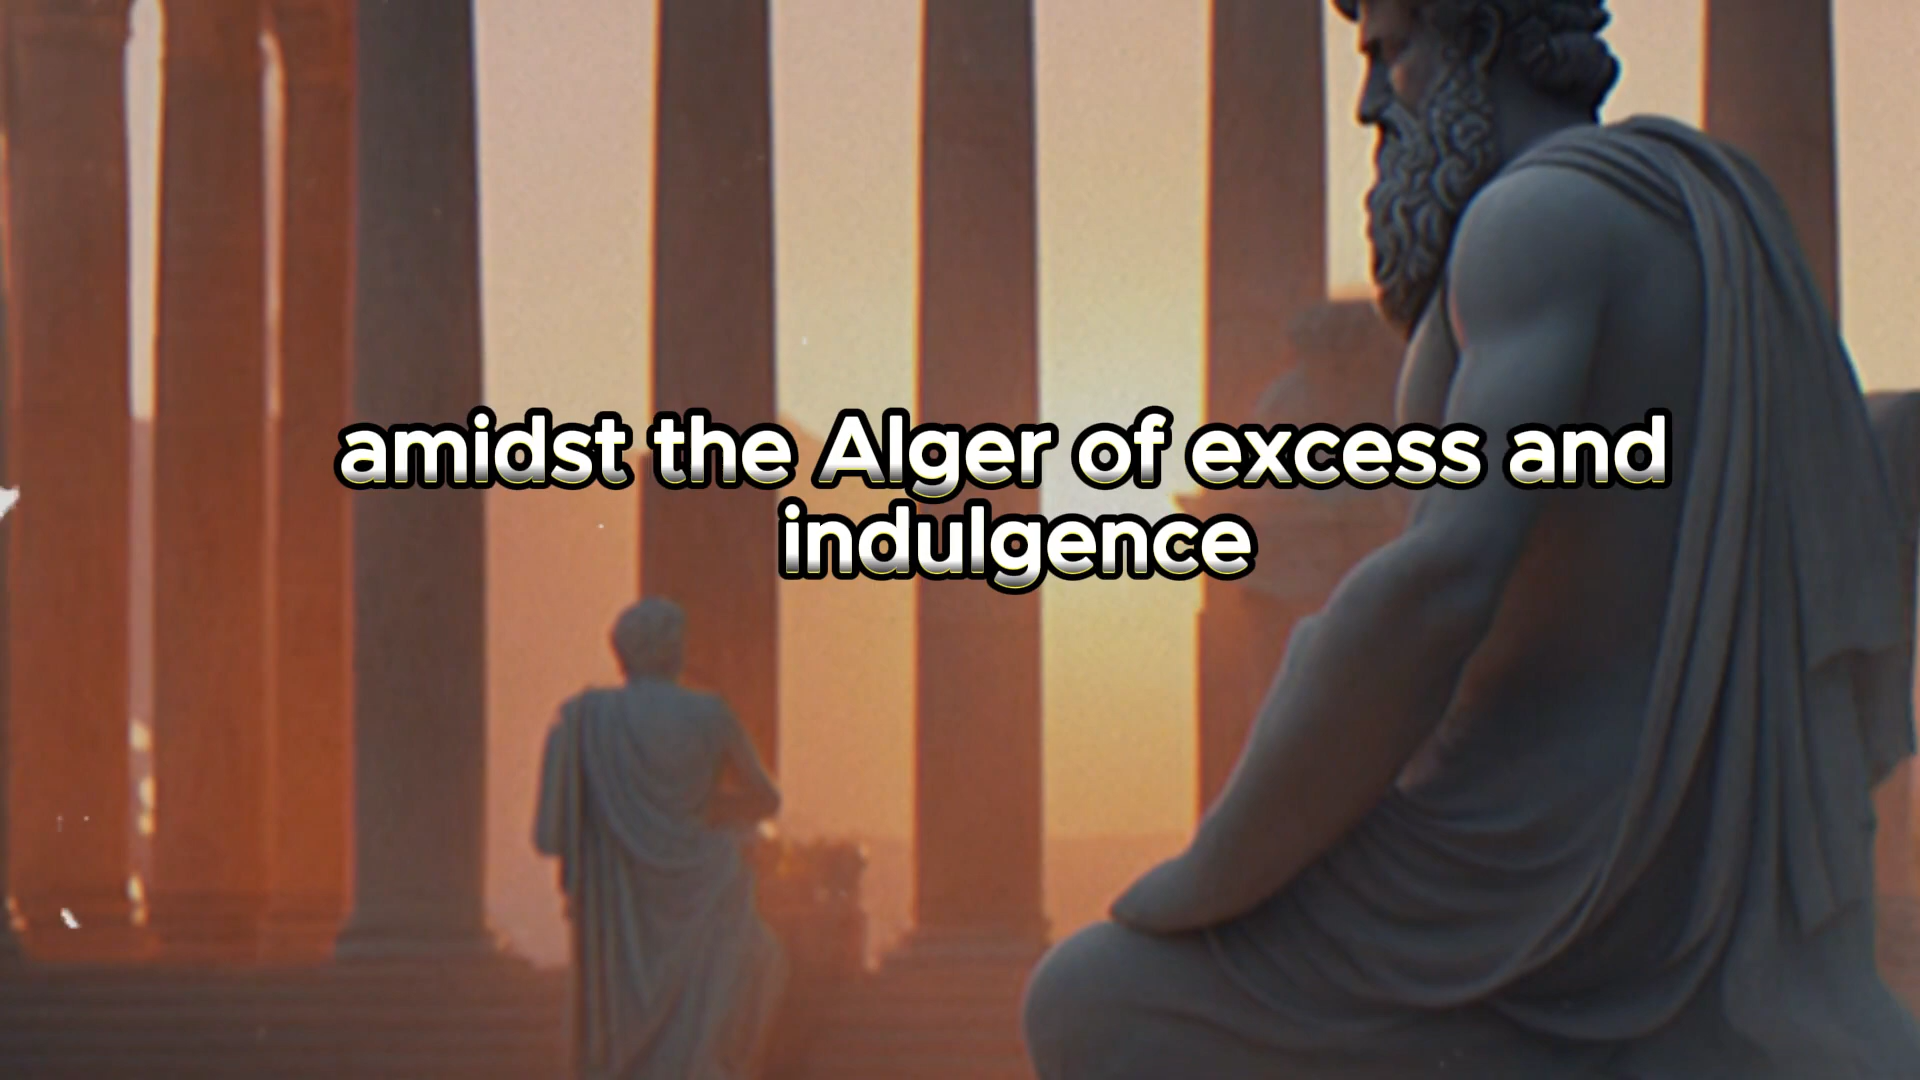 amidst the Alger of excess and
indulgence